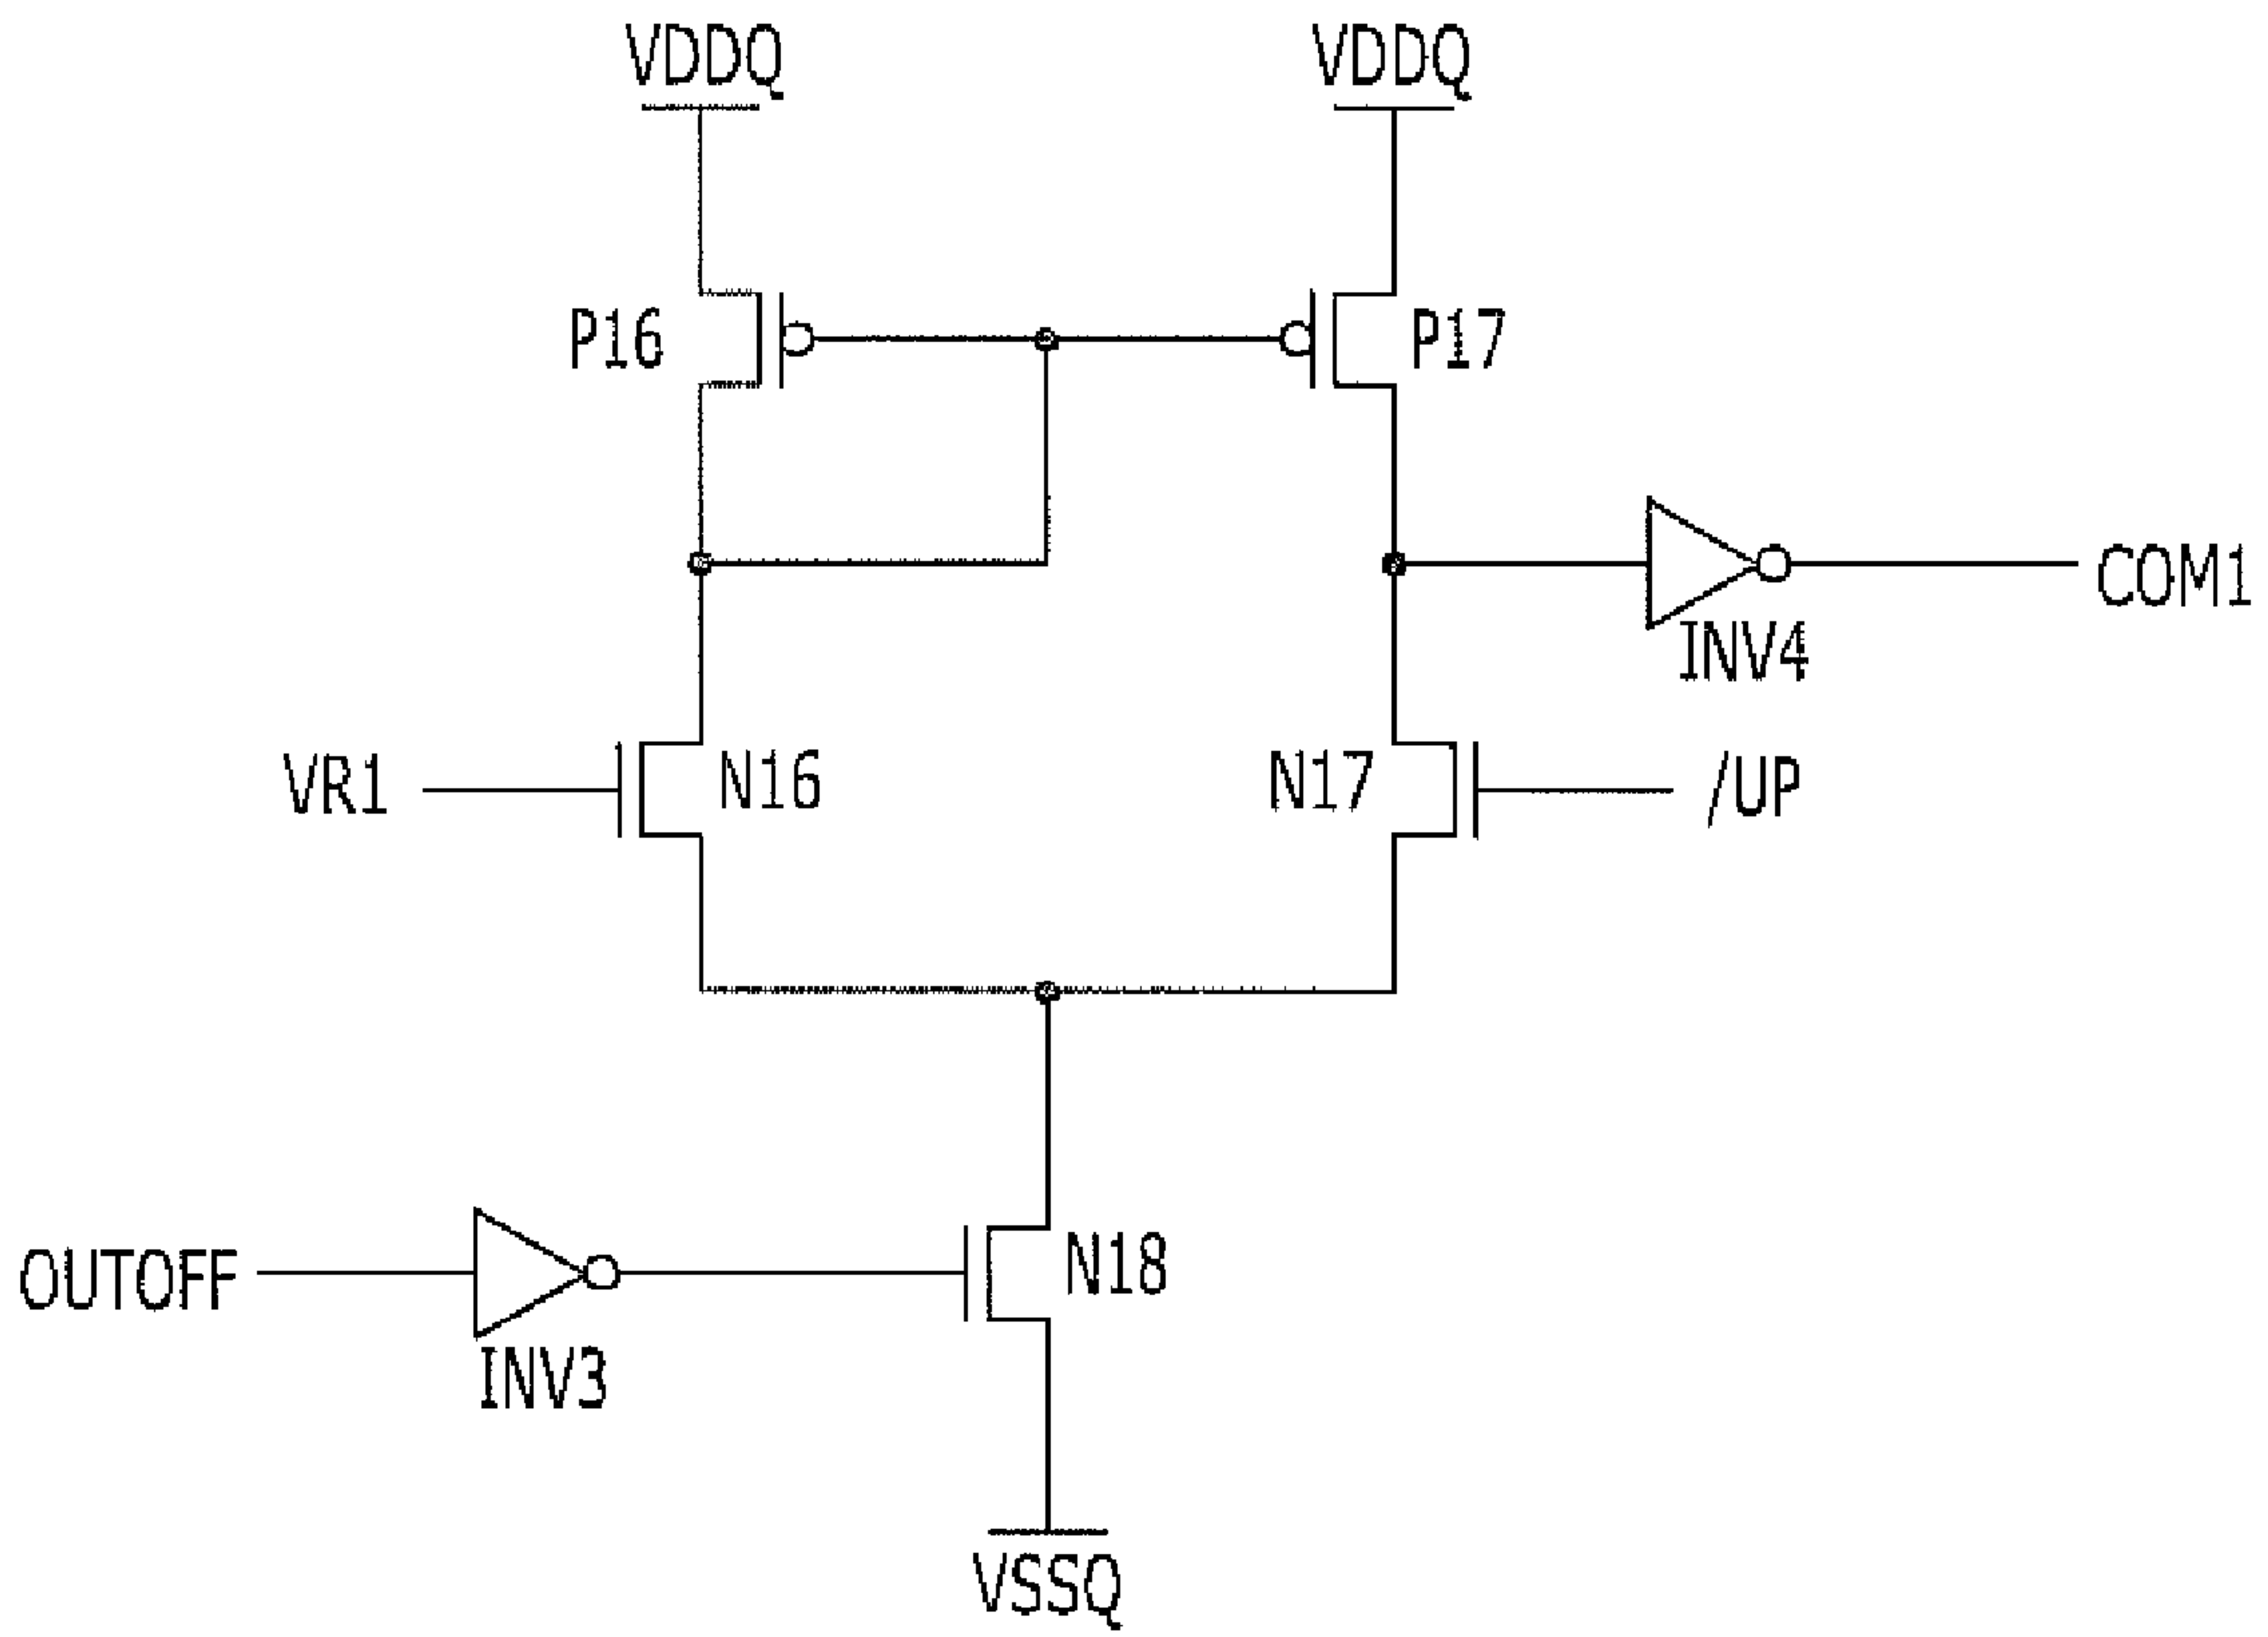 VDDQ VDDQ
P16 P17
COM1
INV4
VR1 N16 N17 /UP
OUTOFF N18
INV3
VSSQ